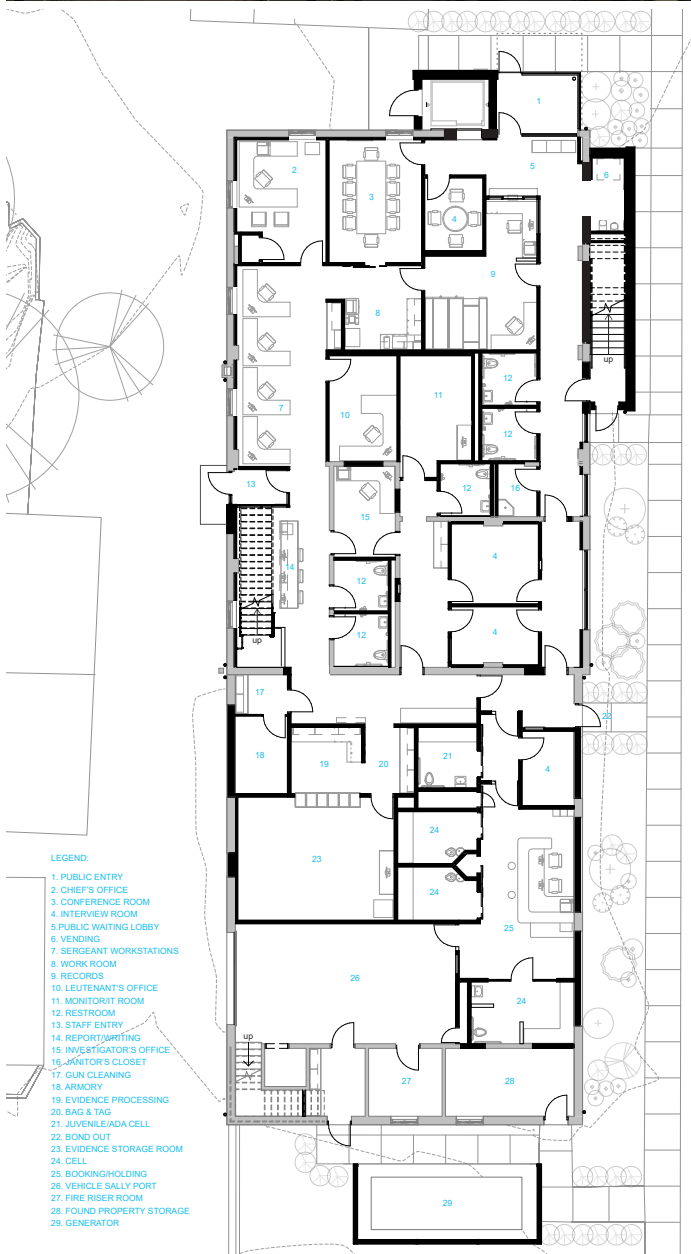 1
2
3
4
5
6
8
9
up
7
10
11
12
12
12
16
13
15
14
4
12
4
12
up
17
22
18
19
20
21
4
23
24
24
25
26
24
up
27
28
29
LEGEND:
1. PUBLIC ENTRY
2. CHIEF'S OFFICE
3. CONFERENCE ROOM
4. INTERVIEW ROOM
5.PUBLIC WAITING LOBBY
6. VENDING
7. SERGEANT WORKSTATIONS
8. WORK ROOM
9. RECORDS
10. LEUTENANT'S OFFICE
11. MONITOR/IT ROOM
12. RESTROOM
13. STAFF ENTRY
14. REPORT/WRITING
15. INVESTIGATOR'S OFFICE
16. JANITOR'S CLOSET
17. GUN CLEANING
18. ARMORY
19. EVIDENCE PROCESSING
20. BAG & TAG
21. JUVENILE/ADA CELL
22. BOND OUT
23. EVIDENCE STORAGE ROOM
24. CELL
25. BOOKING/HOLDING
26. VEHICLE SALLY PORT
27. FIRE RISER ROOM
28. FOUND PROPERTY STORAGE
29. GENERATOR